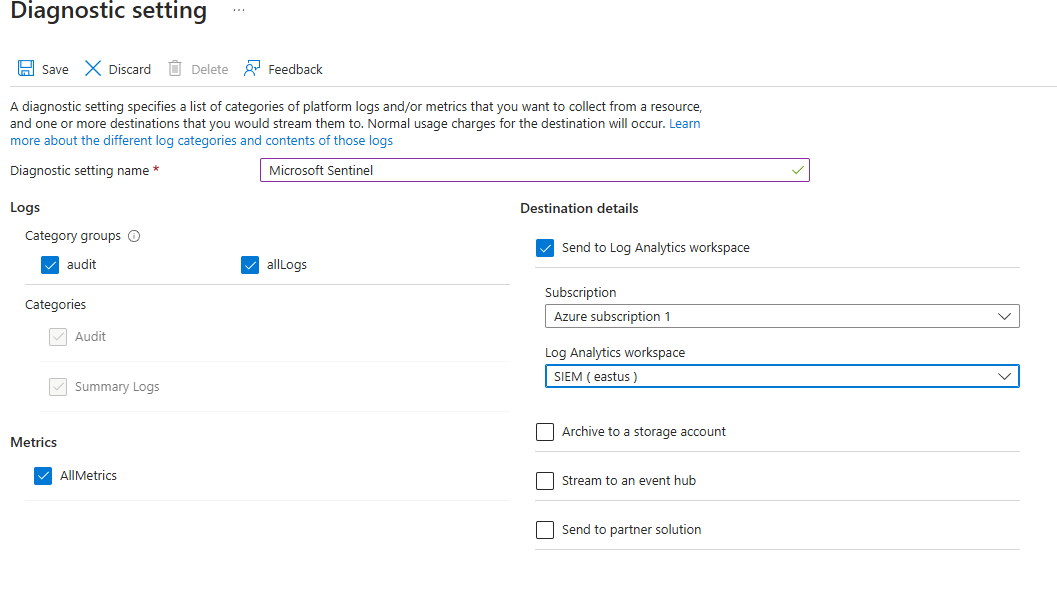 Diagnostic setting ...
Save Discard Delete Feedback
A diagnostic setting specifies a list of categories of platform logs and/or metrics that you want to collect from a resource,
and one or more destinations that you would stream them to. Normal usage charges for the destination will occur. Learn
more about the different log categories and contents of those logs
Diagnostic setting name * Microsoft Sentinel
Logs
Category groups
audit allLogs
Categories
Audit
Summary Logs
Metrics
AllMetrics
Destination details
Send to Log Analytics workspace
Subscription
Azure subscription 1
Log Analytics workspace
SIEM ( eastus )
Archive to a storage account
Stream to an event hub
Send to partner solution